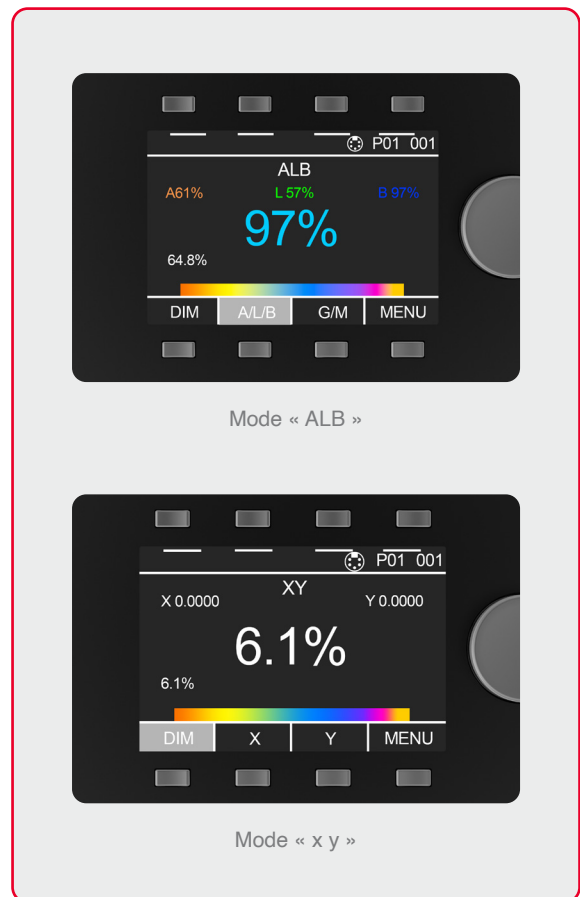 P01 001
ALB
A61% L 57% B 97%
97%
64.8%
DIM A/L/B G/M MENU
Mode « ALB »
P01 001
XY
X 0.0000 Y 0.0000
6.1%
6.1%
DIM X Y MENU
Mode « x y »